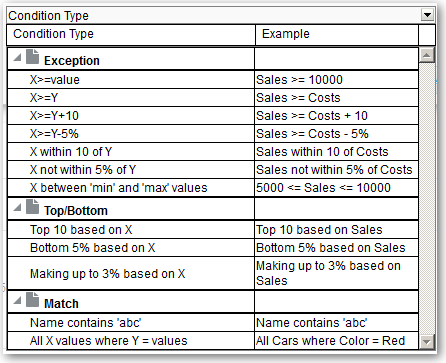 Condition Type
Condition Type Example
Exception
X>=value Sales >= 10000
X>=Y Sales >= Costs
X>=Y+10 Sales >= Costs + 10
X>=Y-5% Sales >= Costs - 5%
X within 10 of Y Sales within 10 of Costs
X not within 5% of Y Sales not within 5% of Costs
X between 'min' and 'max' values 5000 <= Sales <= 10000
Top/Bottom
Top 10 based on X Top 10 based on Sales
Bottom 5% based on X Bottom 5% based on Sales
Making up to 3% based on X Making up to 3% based on
Sales
Match
Name contains 'abc' Name contains 'abc'
All X values where Y = values All Cars where Color = Red